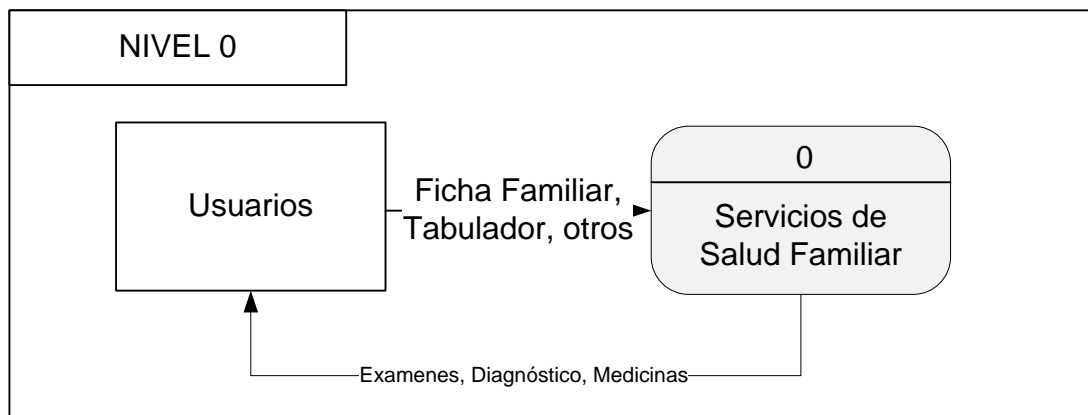 NIVEL 0
Usuarios
Ficha Familiar,
Tabulador, otros
0
Servicios de
Salud Familiar
Examenes, Diagnóstico, Medicinas